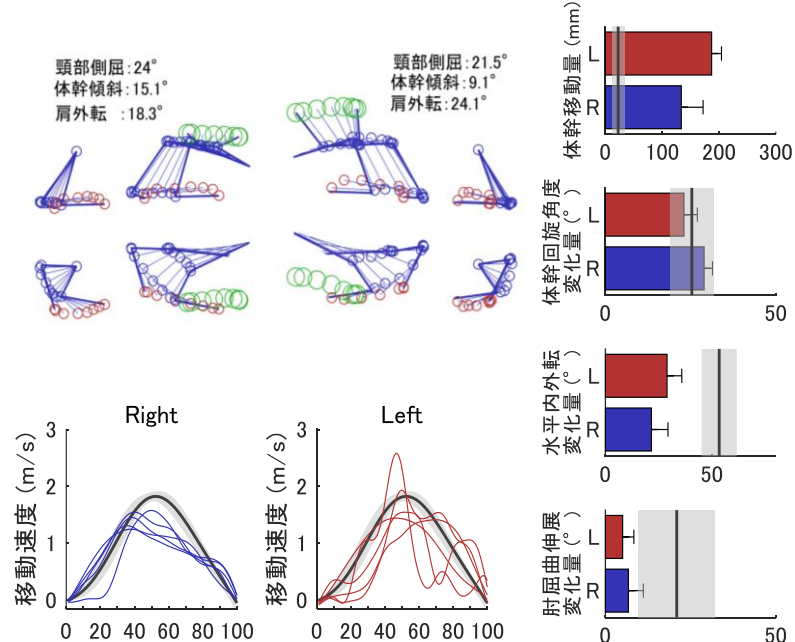 頸部側屈:24°
体幹傾斜:15.1°
肩外転 :18.3°
頸部側屈:21.5°
体幹傾斜:9.1°
肩外転:24.1°
体幹移動量(mm)
L
R
0 100 200 300
体幹回旋角度
変化量(°)
L
R
0 50
水平内外転
変化量(°)
L
R
0 50
肘屈曲伸展
変化量(°)
L
R
0 50
Right
移動速度(m/s)
3
2
1
0
0 20 40 60 80 100
Left
移動速度(m/s)
3
2
1
0
0 20 40 60 80 100